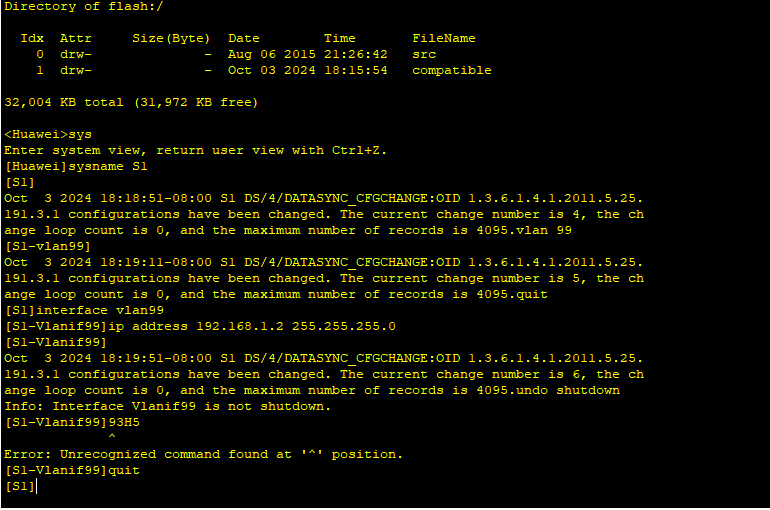 Directory of flash:/
Idx  Attr     Size(Byte)  Date        Time       FileName
0  drw-              -  Aug 06 2015 21:26:42   src
1  drw-              -  Oct 03 2024 18:15:54   compatible
32,004 KB total (31,972 KB free)
<Huawei>sys
Enter system view, return user view with Ctrl+Z.
[Huawei]sysname S1
[S1]
Oct  3 2024 18:18:51-08:00 S1 DS/4/DATASYNC_CFGCHANGE:OID 1.3.6.1.4.1.2011.5.25.
191.3.1 configurations have been changed. The current change number is 4, the ch
ange loop count is 0, and the maximum number of records is 4095.vlan 99
[S1-vlan99]
Oct  3 2024 18:19:11-08:00 S1 DS/4/DATASYNC_CFGCHANGE:OID 1.3.6.1.4.1.2011.5.25.
191.3.1 configurations have been changed. The current change number is 5, the ch
ange loop count is 0, and the maximum number of records is 4095.quit
[S1]interface vlan99
[S1-Vlanif99]ip address 192.168.1.2 255.255.255.0
[S1-Vlanif99]
Oct  3 2024 18:19:51-08:00 S1 DS/4/DATASYNC_CFGCHANGE:OID 1.3.6.1.4.1.2011.5.25.
191.3.1 configurations have been changed. The current change number is 6, the ch
ange loop count is 0, and the maximum number of records is 4095.undo shutdown
Info: Interface Vlanif99 is not shutdown.
[S1-Vlanif99]93H5
^
Error: Unrecognized command found at '^' position.
[S1-Vlanif99]quit
[S1]